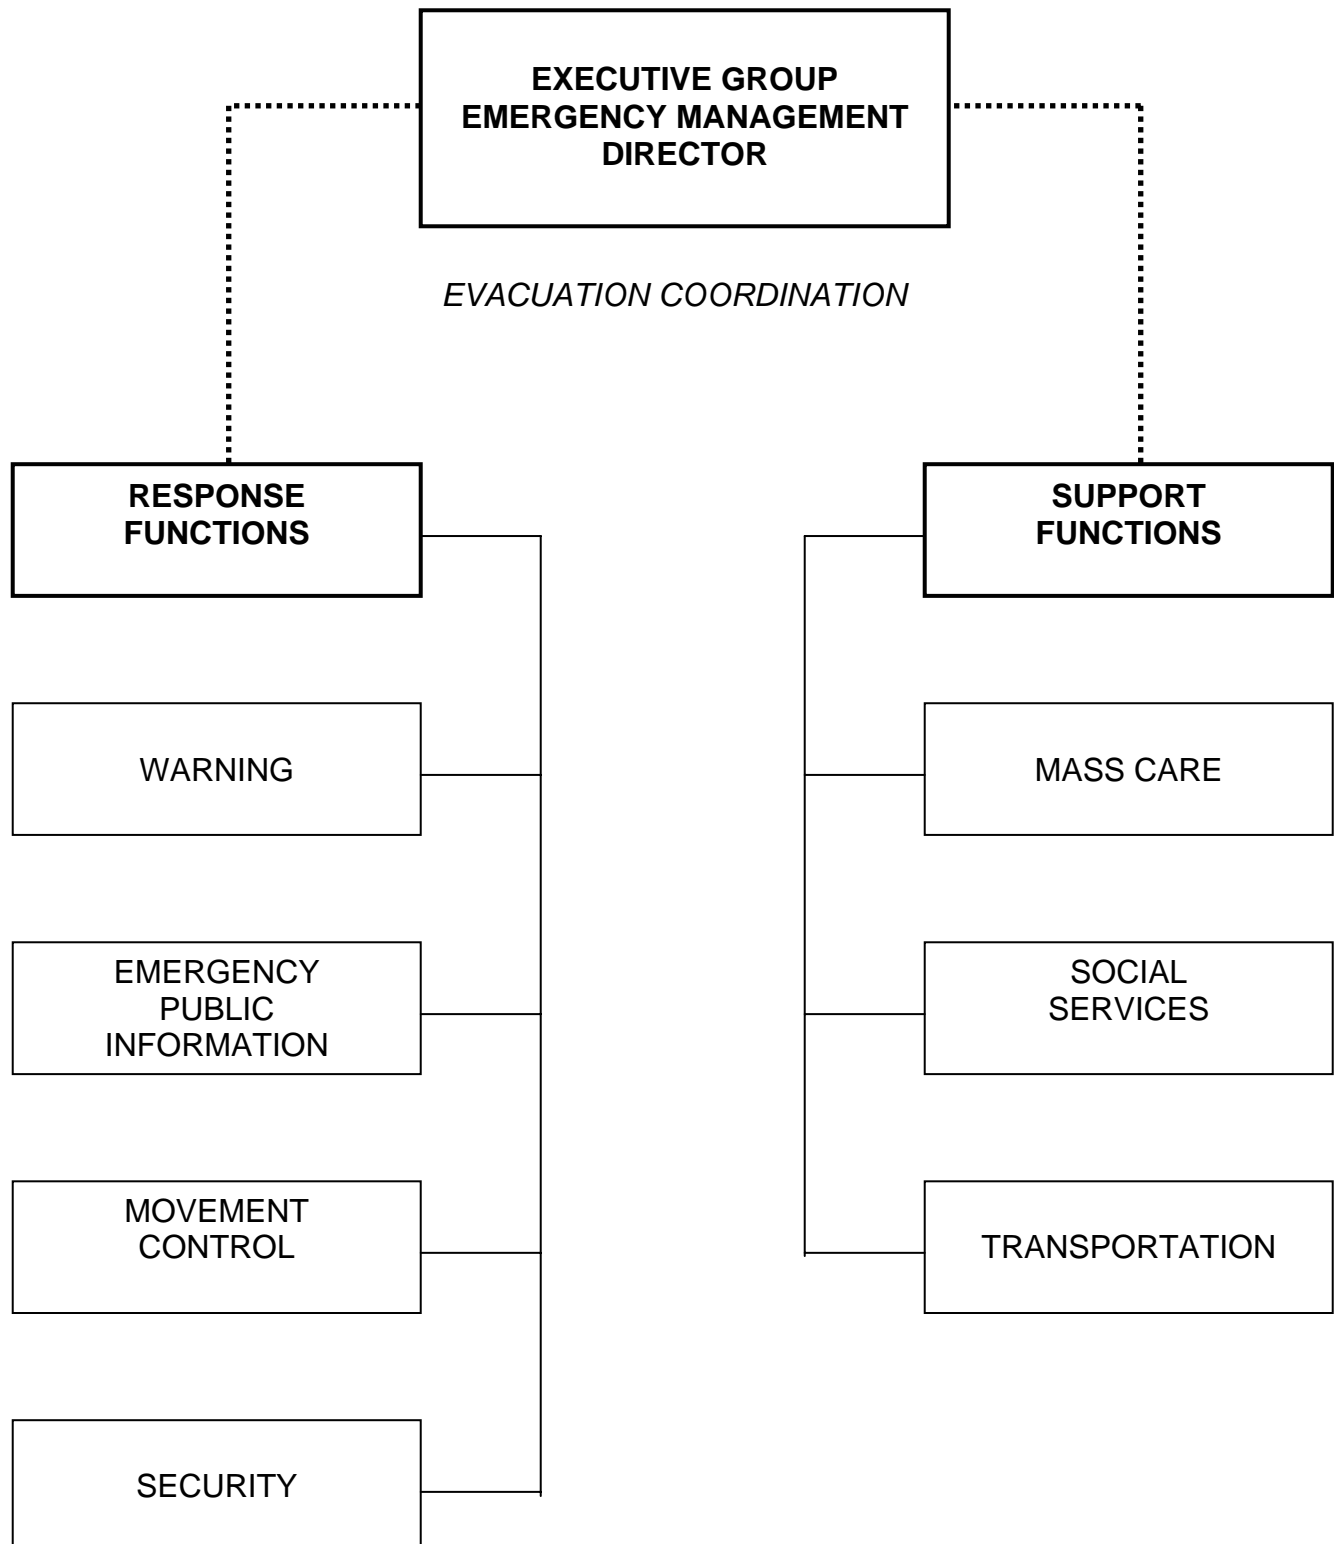 EXECUTIVE GROUP
EMERGENCY MANAGEMENT
DIRECTOR
EVACUATION COORDINATION
RESPONSE
FUNCTIONS
SUPPORT
FUNCTIONS
WARNING
MASS CARE
EMERGENCY
PUBLIC
INFORMATION
SOCIAL
SERVICES
MOVEMENT
CONTROL
TRANSPORTATION
SECURITY